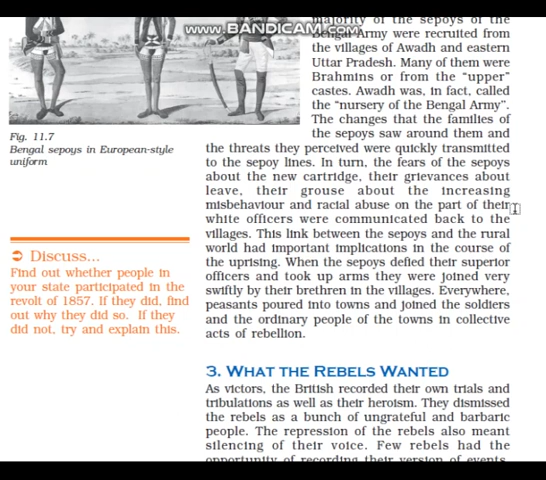 majority of the sepoys of the
www.BANDICAM.com
Bengal Army were recruited from
the villages of Awadh and eastern
Uttar Pradesh. Many of them were
Brahmins or from the "upper"
castes. Awadh was, in fact, called
the "nursery of the Bengal Army".
The changes that the families of
the sepoys saw around them and
the threats they perceived were quickly transmitted
to the sepoy lines. In turn, the fears of the sepoys
about the new cartridge, their grievances about
leave, their grouse about the increasing
misbehaviour and racial abuse on the part of their
white officers were communicated back to the
villages. This link between the sepoys and the rural
world had important implications in the course of
the uprising. When the sepoys defied their superior
officers and took up arms they were joined very
swiftly by their brethren in the villages. Everywhere,
peasants poured into towns and joined the soldiers
and the ordinary people of the towns in collective
acts of rebellion.
Fig. 11.7
Bengal sepoys in European-style
uniform
Discuss...
Find out whether people in
your state participated in the
revolt of 1857. If they did, find
out why they did so. If they
did not, try and explain this.
3. WHAT THE REBELS WANTED
As victors, the British recorded their own trials and
tribulations as well as their heroism. They dismissed
the rebels as a bunch of ungrateful and barbaric
people. The repression of the rebels also meant
silencing of their voice. Few rebels had the
opportunity of recording their version of events.